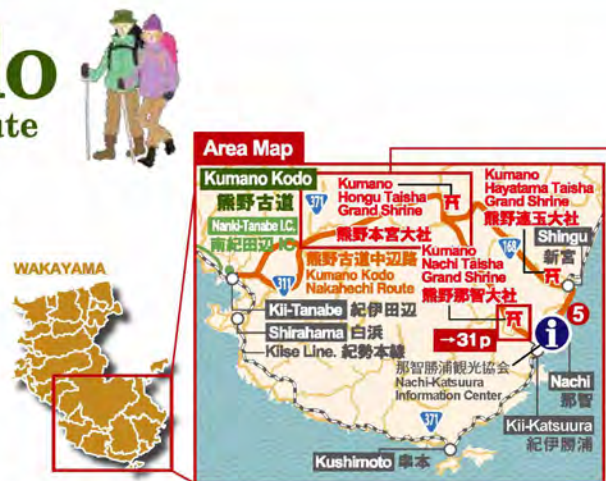 lo
ute
WAKAYAMA
Area Map
Kumano Kodo
熊野古道
Nanki-Tanabe I.C.
南紀田辺 IC
371
Kumano
Hongu Taisha
Grand Shrine
熊野本宮大社
Kumano
Hayatama Taisha
Grand Shrine
熊野速玉大社
168
Shingu
新宮
熊野古道中辺路
Kumano Kodo
Nakahechi Route
311
Kumano
Nachi Taisha
Grand Shrine
熊野那智大社
Kii-Tanabe 紀伊田辺
Shirahama 白浜
Kiise Line. 紀勢本線
→31p
i
5
那智勝浦観光協会
Nachi-Katsuura
Information Center
Nachi
那智
Kii-Katsuura
紀伊勝浦
371
Kushimoto 串本